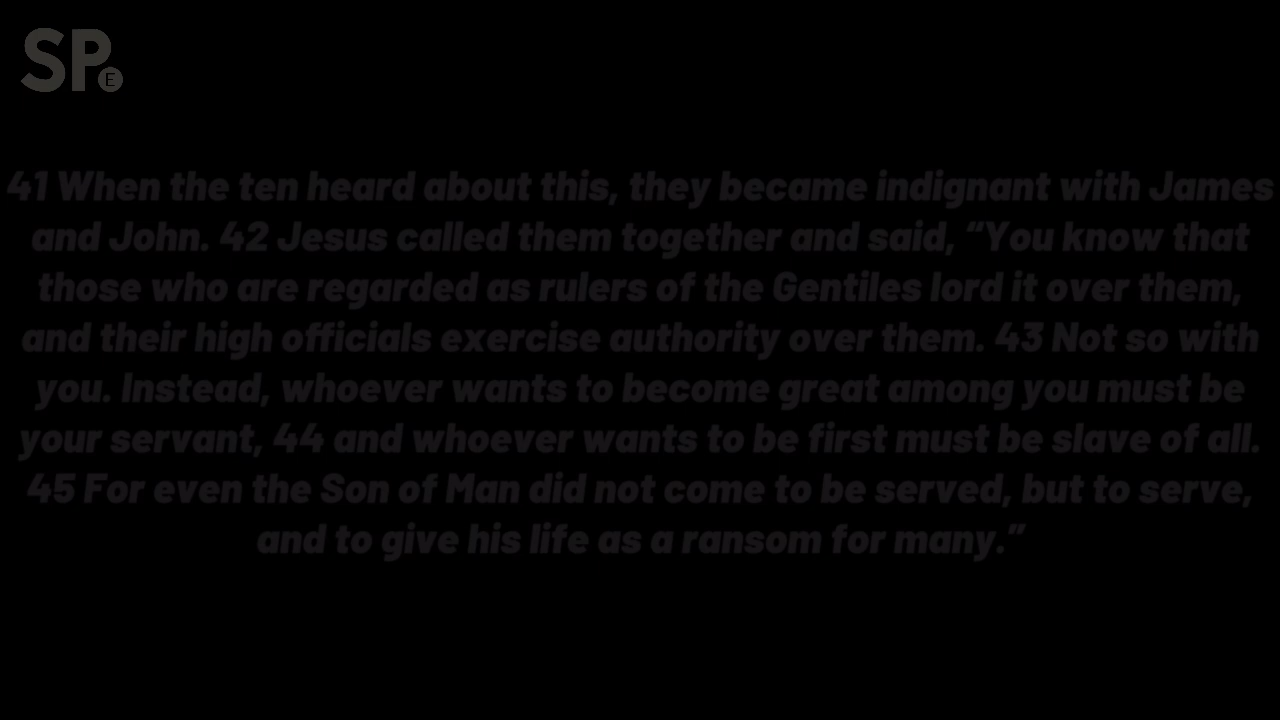 SP.
E
41 When the ten heard about this, they became indignant with James
and John. 42 Jesus called them together and said, “You know that
those who are regarded as rulers of the Gentiles lord it over them,
and their high officials exercise authority over them. 43 Not so with
you. Instead, whoever wants to become great among you must be
your servant, 44 and whoever wants to be first must be slave of all.
45 For even the Son of Man did not come to be served, but to serve,
and to give his life as a ransom for many.”